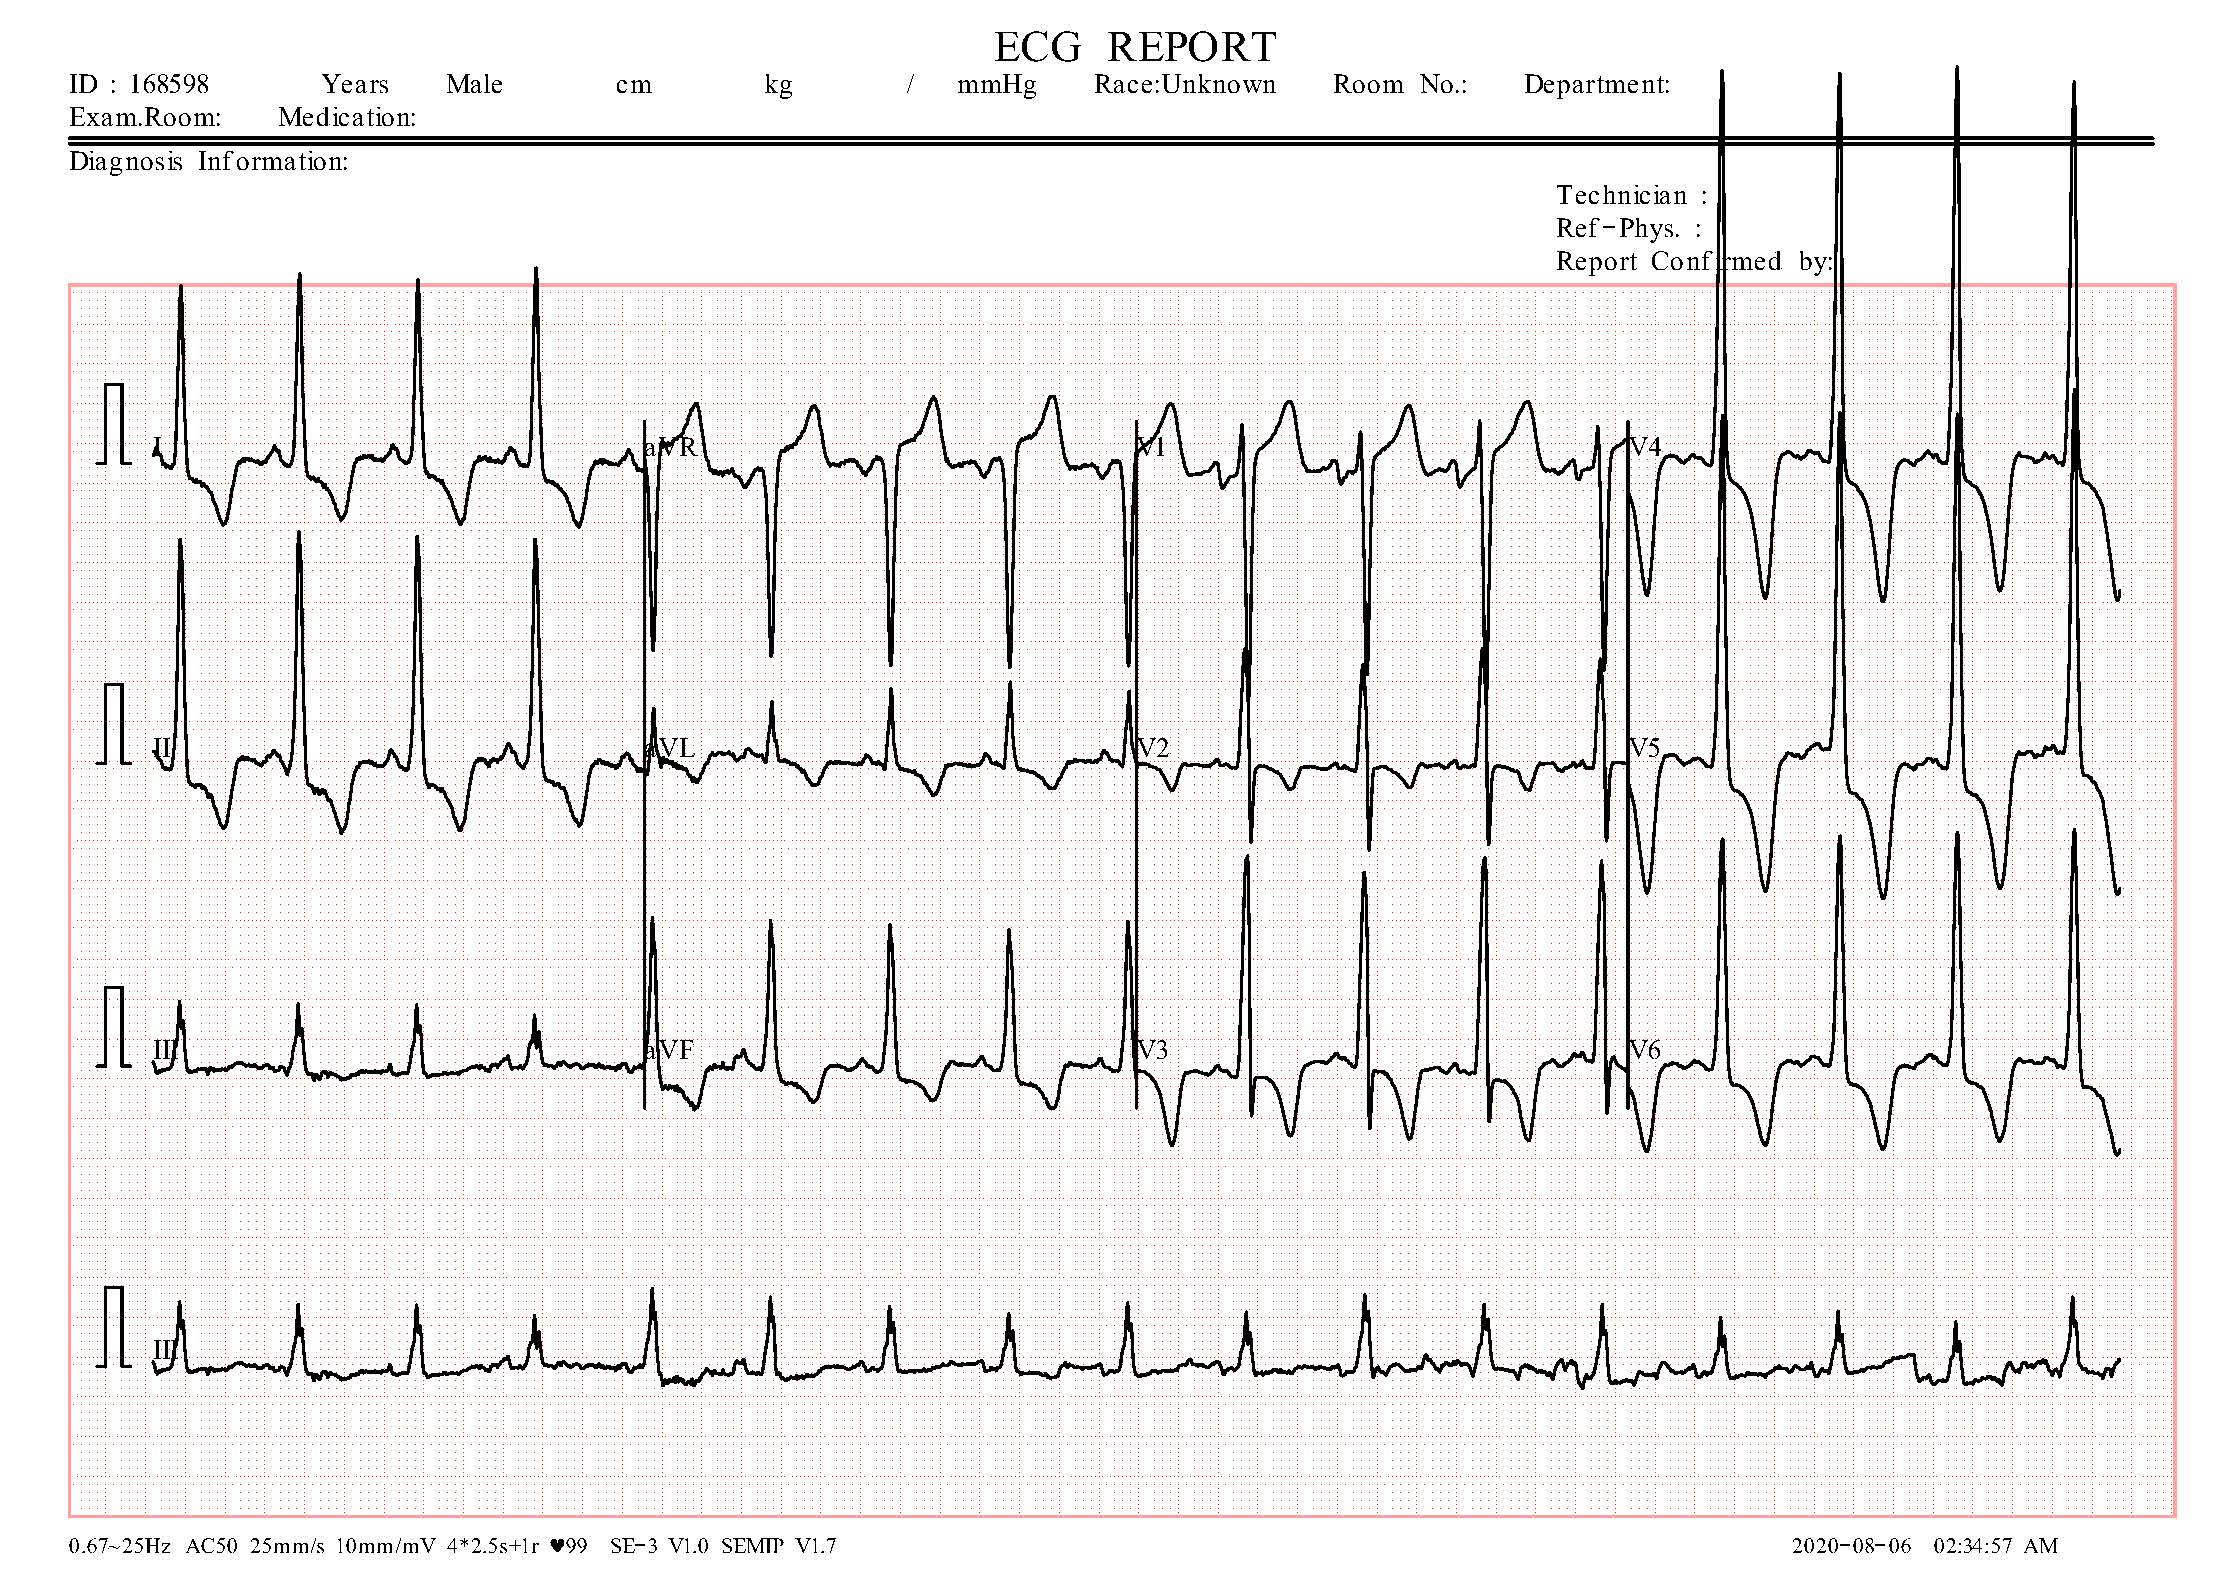 ECG REPORT
ID : 168598 Years Male cm kg / mmHg Race:Unknown Room No.: Department:
Exam.Room: Medication:
Diagnosis Information:
Technician :
Ref-Phys. :
Report Confirmed by:
I aVR V1 V4
II aVL V2 V5
III aVF V3 V6
III
0.67~25Hz AC50 25mm/s 10mm/mV 4*2.5s+1r ♥99 SE-3 V1.0 SEMIP V1.7 2020-08-06 02:34:57 AM